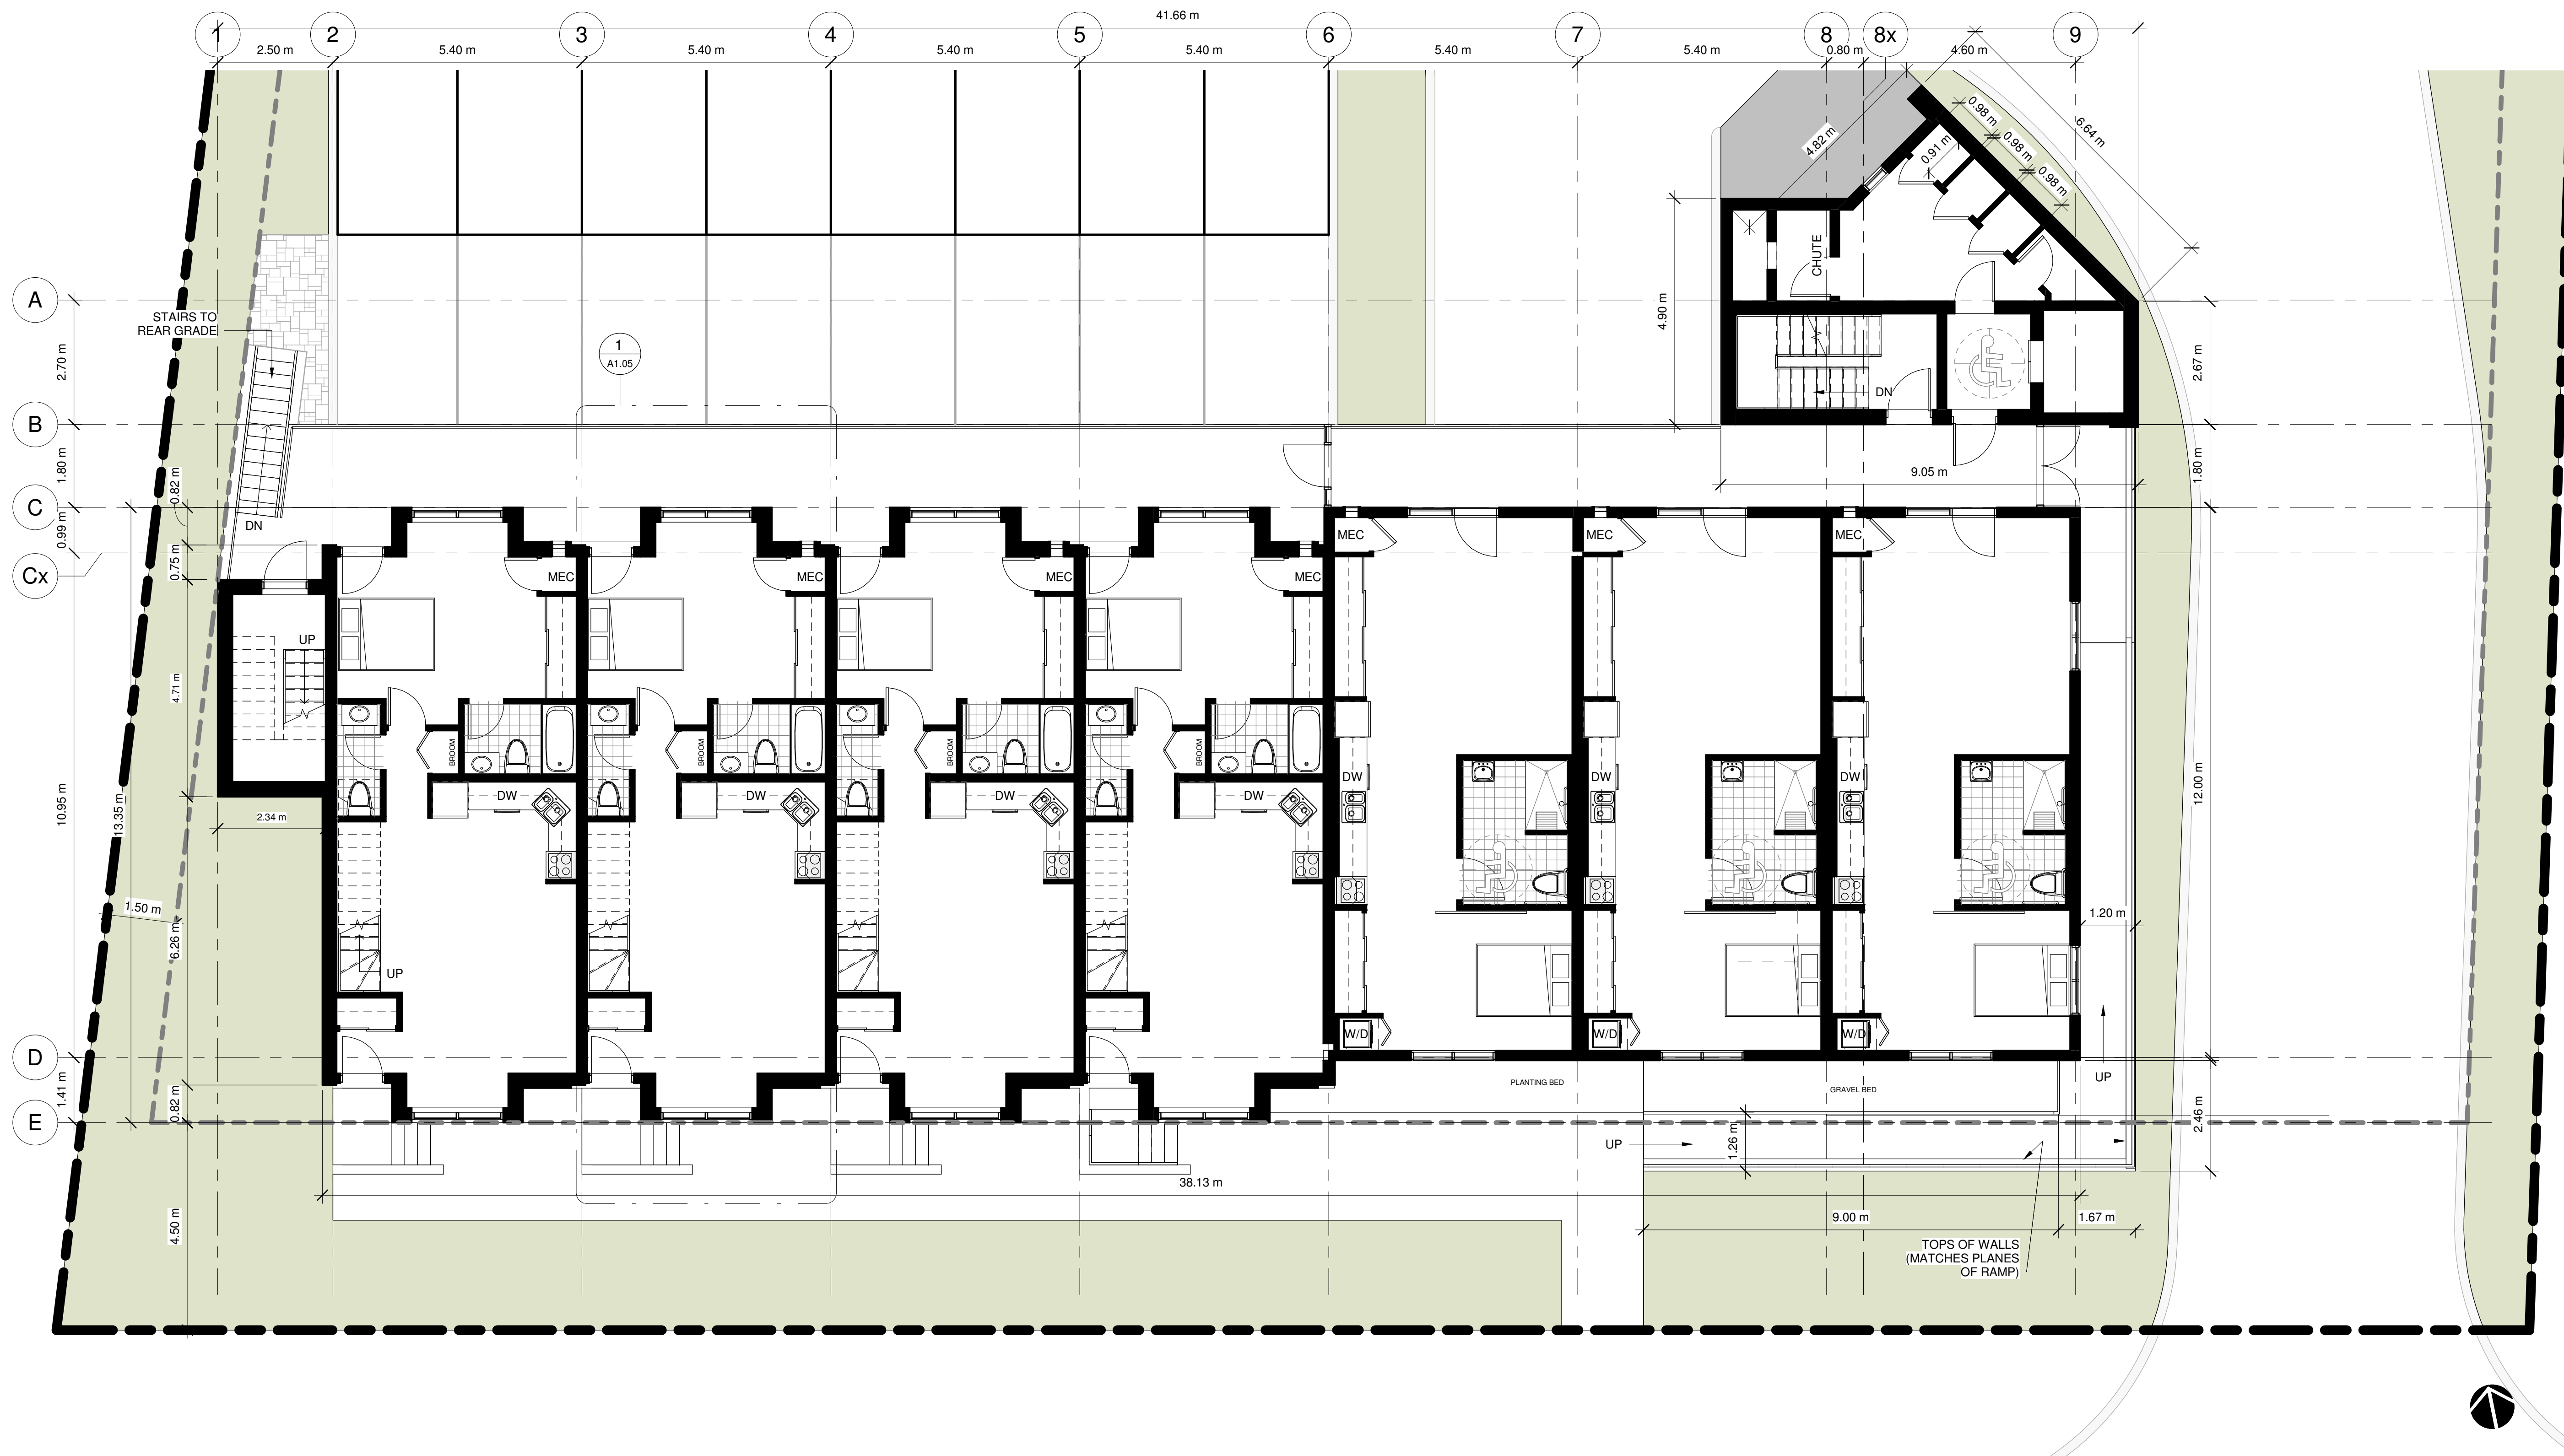 41.66 m
1
2
3
4
5
6
7
8
8x
9
2.50 m
5.40 m
5.40 m
5.40 m
5.40 m
5.40 m
5.40 m
0.80 m
4.60 m
0.98 m
0.98 m
0.98 m
0.91 m
6.64 m
4.82 m
CHUTE
4.90 m
A
STAIRS TO
REAR GRADE
1
A1.05
2.70 m
2.67 m
DN
B
1.80 m
1.80 m
9.05 m
0.82 m
C
0.99 m
DN
Cx
0.75 m
MEC
MEC
MEC
MEC
MEC
MEC
MEC
UP
4.71 m
BROOM
BROOM
BROOM
BROOM
DW
DW
DW
DW
DW
DW
DW
10.95 m
13.35 m
2.34 m
12.00 m
1.50 m
6.26 m
1.20 m
UP
W/D
W/D
W/D
D
1.41 m
0.82 m
PLANTING BED
GRAVEL BED
UP
E
2.46 m
UP
1.26 m
38.13 m
4.50 m
9.00 m
1.67 m
TOPS OF WALLS
(MATCHES PLANES
OF RAMP)